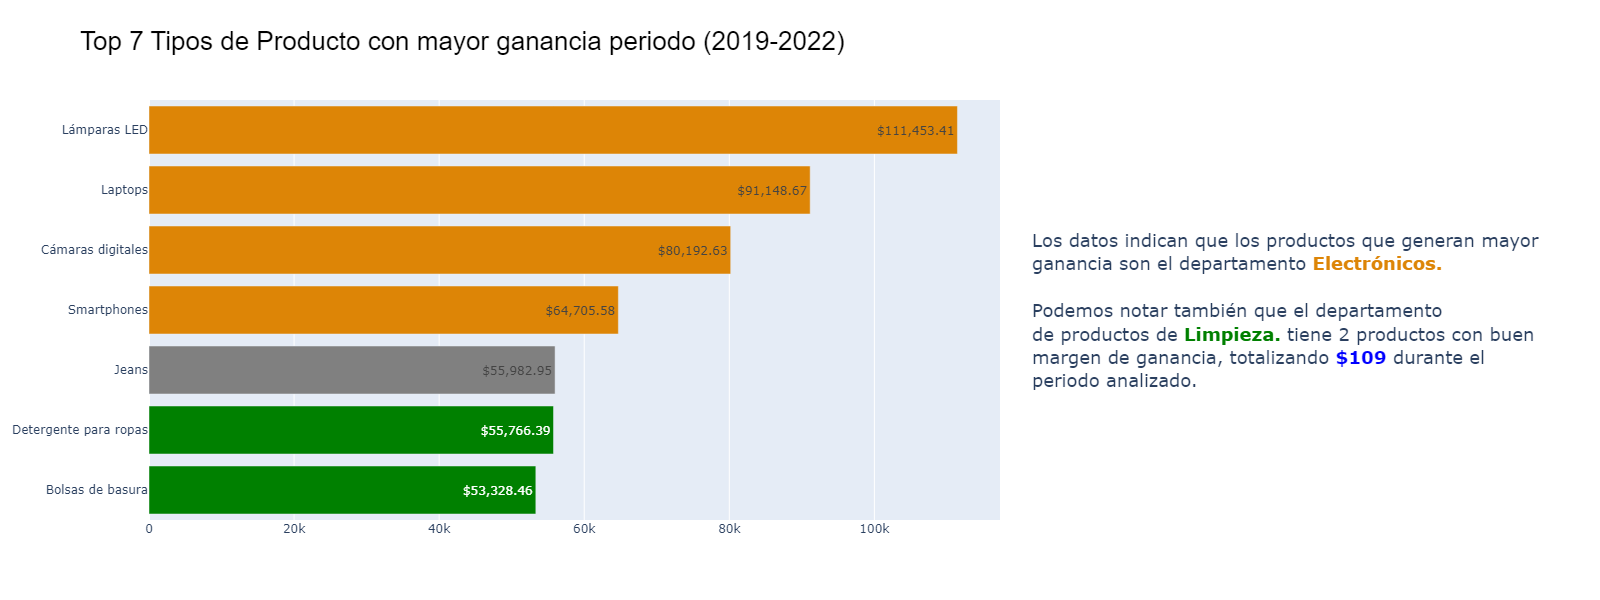 Top 7 Tipos de Producto con mayor ganancia periodo (2019-2022)
Lámparas LED
$111,453.41
Laptops
$91,148.67
Cámaras digitales
$80,192.63
Smartphones
$64,705.58
Jeans
$55,982.95
Detergente para ropas
$55,766.39
Bolsas de basura
$53,328.46
0
20k
40k
60k
80k
100k
Los datos indican que los productos que generan mayor
ganancia son el departamento Electrónicos.
Podemos notar también que el departamento
de productos de Limpieza. tiene 2 productos con buen
margen de ganancia, totalizando $109 durante el
periodo analizado.